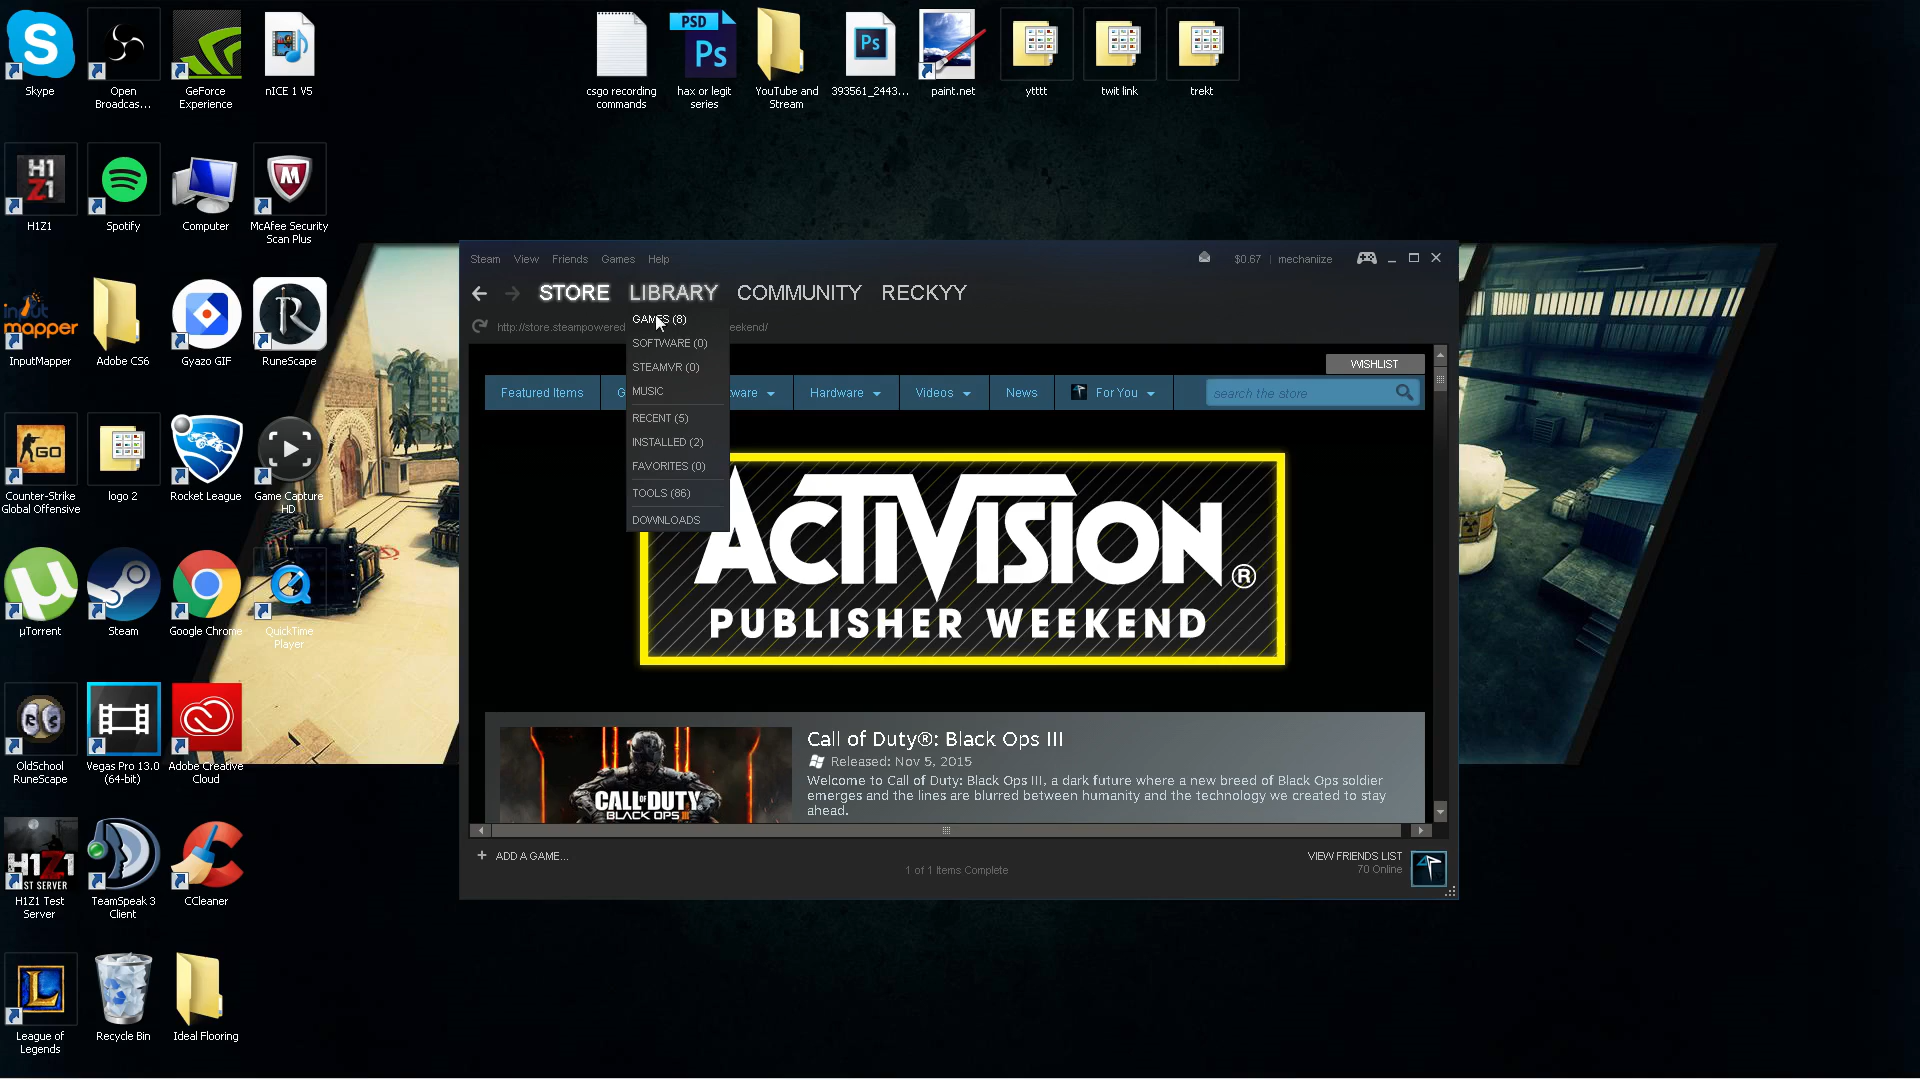 Skype
Open
Broadcas...
GeForce
Experience
nICE 1 V5
csgo recording
commands
PSD
Ps
hax or legit
series
YouTube and
Stream
Ps
393561_2443...
paint.net
ytttt
twit link
trekt
H1
Z1
H1Z1
Spotify
Computer
McAfee Security
Scan Plus
input
mapper
InputMapper
Adobe CS6
Gyazo GIF
RuneScape
GO
Counter-Strike
Global Offensive
logo 2
Rocket League
Game Capture
HD
µTorrent
Steam
Google Chrome
QuickTime
Player
RS
OldSchool
RuneScape
Vegas Pro 13.0
(64-bit)
Adobe Creative
Cloud
H1Z1
TEST SERVER
H1Z1 Test
Server
TeamSpeak 3
Client
CCleaner
L
League of
Legends
Recycle Bin
Ideal Flooring
Steam View Friends Games Help
$0.67 | mechaniize
STORE LIBRARY COMMUNITY RECKYY
http://store.steampowered
eekend/
GAMES (8)
SOFTWARE (0)
STEAMVR (0)
MUSIC
RECENT (5)
INSTALLED (2)
FAVORITES (0)
TOOLS (86)
DOWNLOADS
WISHLIST
Featured Items G ware Hardware Videos News For You search the store
ACTIVISION®
PUBLISHER WEEKEND
CALL OF DUTY
BLACK OPS III
Call of Duty®: Black Ops III
Released: Nov 5, 2015
Welcome to Call of Duty: Black Ops III, a dark future where a new breed of Black Ops soldier
emerges and the lines are blurred between humanity and the technology we created to stay
ahead.
+ ADD A GAME...
1 of 1 Items Complete
VIEW FRIENDS LIST
70 Online